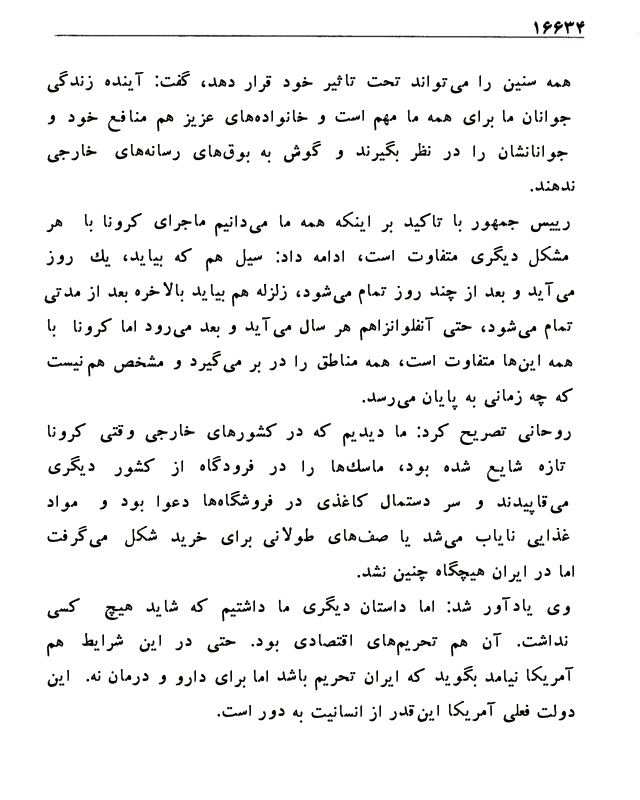 ۱۶۶۳۴
همه سنین را می‌تواند تحت تاثیر خود قرار دهد، گفت: آینده زندگی
جوانان ما برای همه ما مهم است و خانواده‌های عزیز هم منافع خود و
جوانانشان را در نظر بگیرند و گوش به بوق‌های رسانه‌های خارجی
ندهند.
رییس جمهور با تاکید بر اینکه همه ما می‌دانیم ماجرای کرونا با هر
مشکل دیگری متفاوت است، ادامه داد: سیل هم که بیاید، یك روز
می‌آید و بعد از چند روز تمام می‌شود، زلزله هم بیاید بالاخره بعد از مدتی
تمام می‌شود، حتی آنفلوانزاهم هر سال می‌آید و بعد می‌رود اما کرونا با
همه این‌ها متفاوت است، همه مناطق را در بر می‌گیرد و مشخص هم‌نیست
که چه زمانی به پایان می‌رسد.
روحانی تصریح کرد: ما دیدیم که در کشورهای خارجی وقتی کرونا
تازه شایع شده بود، ماسك‌ها را در فرودگاه از کشور دیگری
می‌قاپیدند و سر دستمال کاغذی در فروشگاه‌ها دعوا بود و مواد
غذایی نایاب می‌شد یا صف‌های طولانی برای خرید شکل می‌گرفت
اما در ایران هیچگاه چنین نشد.
وی یادآور شد: اما داستان دیگری ما داشتیم که شاید هیچ کسی
نداشت. آن هم تحریم‌های اقتصادی بود. حتی در این شرایط هم
آمریکا نیامد بگوید که ایران تحریم باشد اما برای دارو و درمان نه. این
دولت فعلی آمریکا این‌قدر از انسانیت به دور است.